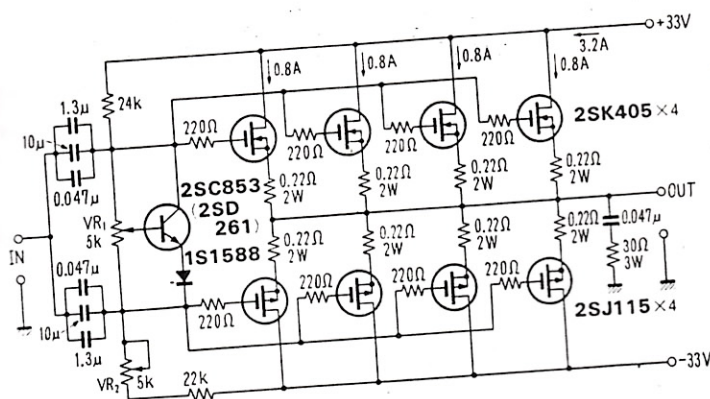 +33V
3.2A
0.8A
0.8A
0.8A
0.8A
1.3μ
24k
10μ
220Ω
220Ω
220Ω
220Ω
2SK405×4
0.047μ
0.22Ω
2W
0.22Ω
2W
0.22Ω
2W
0.22Ω
2W
2SC853
(2SD
261)
OUT
VR1
5k
IN
0.22Ω
2W
0.22Ω
2W
0.22Ω
2W
0.22Ω
2W
0.047μ
1S1588
30Ω
3W
0.047μ
220Ω
220Ω
220Ω
220Ω
2SJ115×4
10μ
1.3μ
VR2
5k
22k
-33V